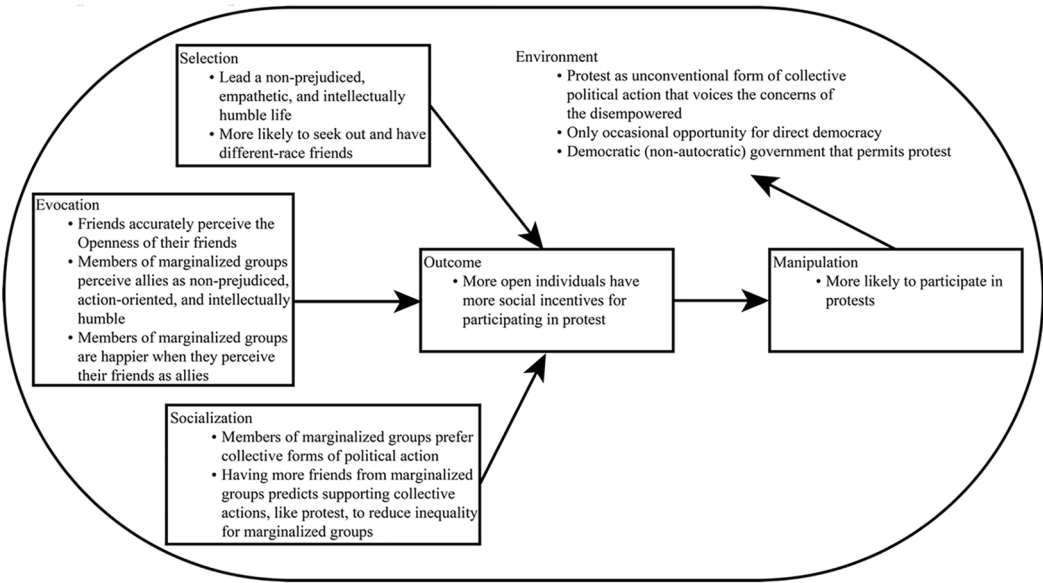 Selection
• Lead a non-prejudiced,
empathetic, and intellectually
humble life
• More likely to seek out and have
different-race friends
Environment
• Protest as unconventional form of collective
political action that voices the concerns of
the disempowered
• Only occasional opportunity for direct democracy
• Democratic (non-autocratic) government that permits protest
Evocation
• Friends accurately perceive the
Openness of their friends
• Members of marginalized groups
perceive allies as non-prejudiced,
action-oriented, and intellectually
humble
• Members of marginalized groups
are happier when they perceive
their friends as allies
Outcome
• More open individuals have
more social incentives for
participating in protest
Manipulation
• More likely to participate in
protests
Socialization
• Members of marginalized groups prefer
collective forms of political action
• Having more friends from marginalized
groups predicts supporting collective
actions, like protest, to reduce inequality
for marginalized groups